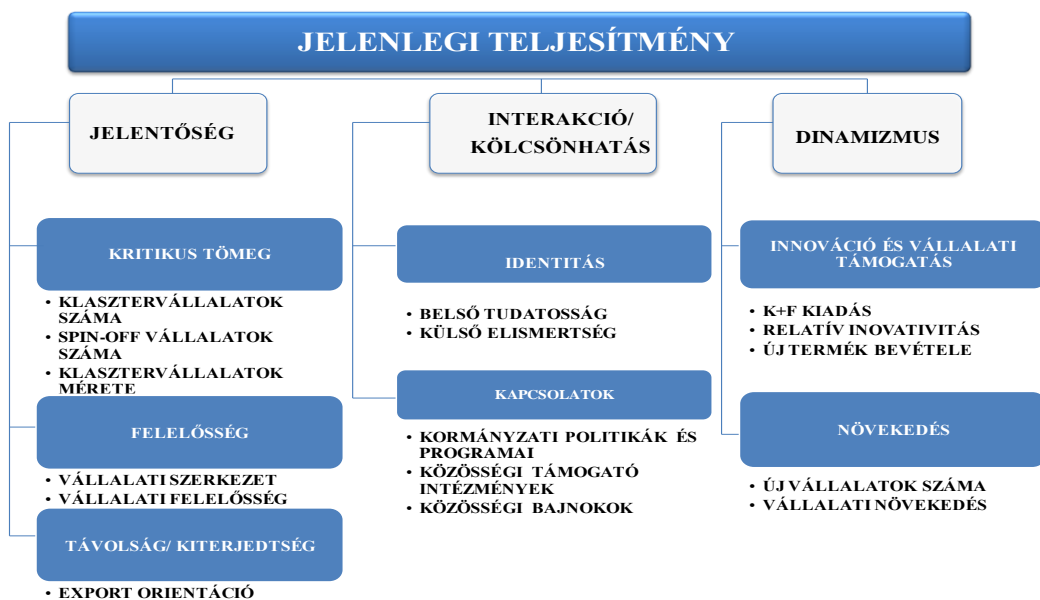 JELENLEGI TELJESÍTMÉNY
JELENTŐSÉG
KRITIKUS TÖMEG
• KLASZTERVÁLLALATOK
SZÁMA
• SPIN-OFF VÁLLALATOK
SZÁMA
• KLASZTERVÁLLALATOK
MÉRETE
FELELŐSSÉG
• VÁLLALATI SZERKEZET
• VÁLLALATI FELELŐSSÉG
TÁVOLSÁG/ KITERJEDTSÉG
• EXPORT ORIENTÁCIÓ
INTERAKCIÓ/
KÖLCSÖNHATÁS
IDENTITÁS
• BELSŐ TUDATOSSÁG
• KÜLSŐ ELISMERTSÉG
KAPCSOLATOK
• KORMÁNYZATI POLITIKÁK ÉS
PROGRAMAI
• KÖZÖSSÉGI TÁMOGATÓ
INTÉZMÉNYEK
• KÖZÖSSÉGI BAJNOKOK
DINAMIZMUS
INNOVÁCIÓ ÉS VÁLLALATI
TÁMOGATÁS
• K+F KIADÁS
• RELATÍV INOVATIVITÁS
• ÚJ TERMÉK BEVÉTELE
NÖVEKEDÉS
• ÚJ VÁLLALATOK SZÁMA
• VÁLLALATI NÖVEKEDÉS